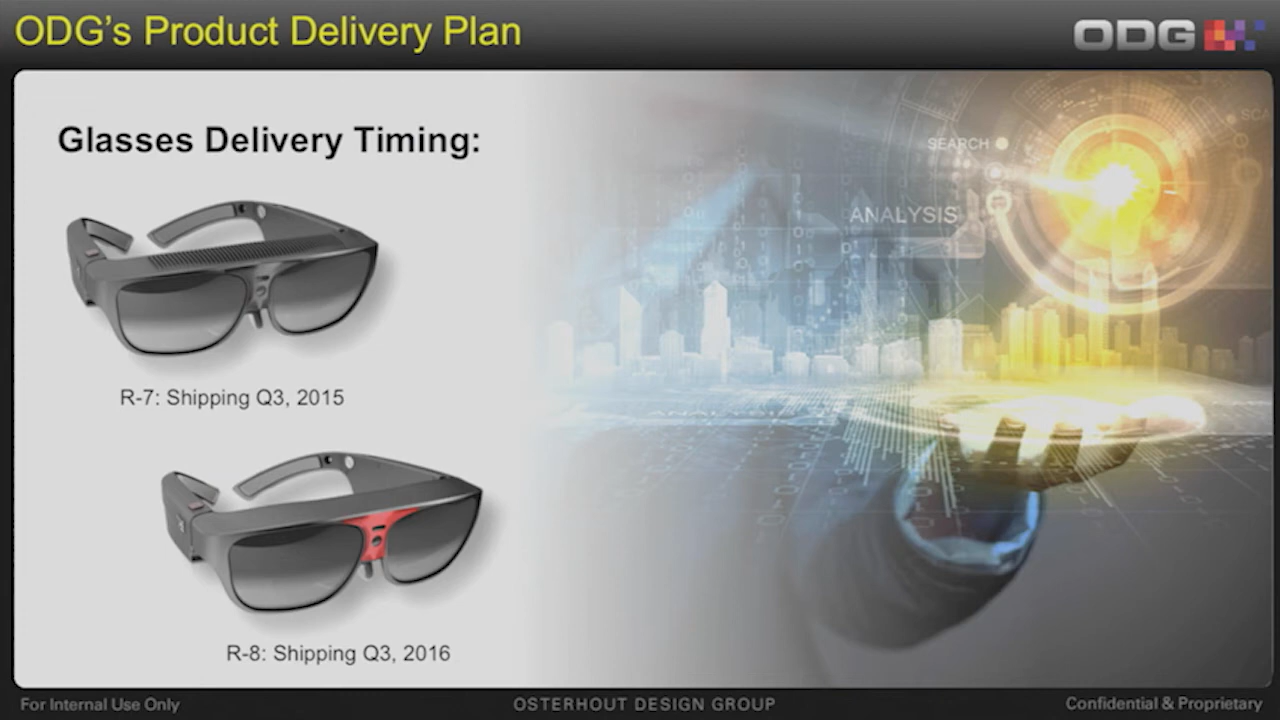 ODG's Product Delivery Plan
ODG
Glasses Delivery Timing:
SEARCH
SCA
ANALYSIS
R-7: Shipping Q3, 2015
R-8: Shipping Q3, 2016
For Internal Use Only
OSTERHOUT DESIGN GROUP
Confidential & Proprietary